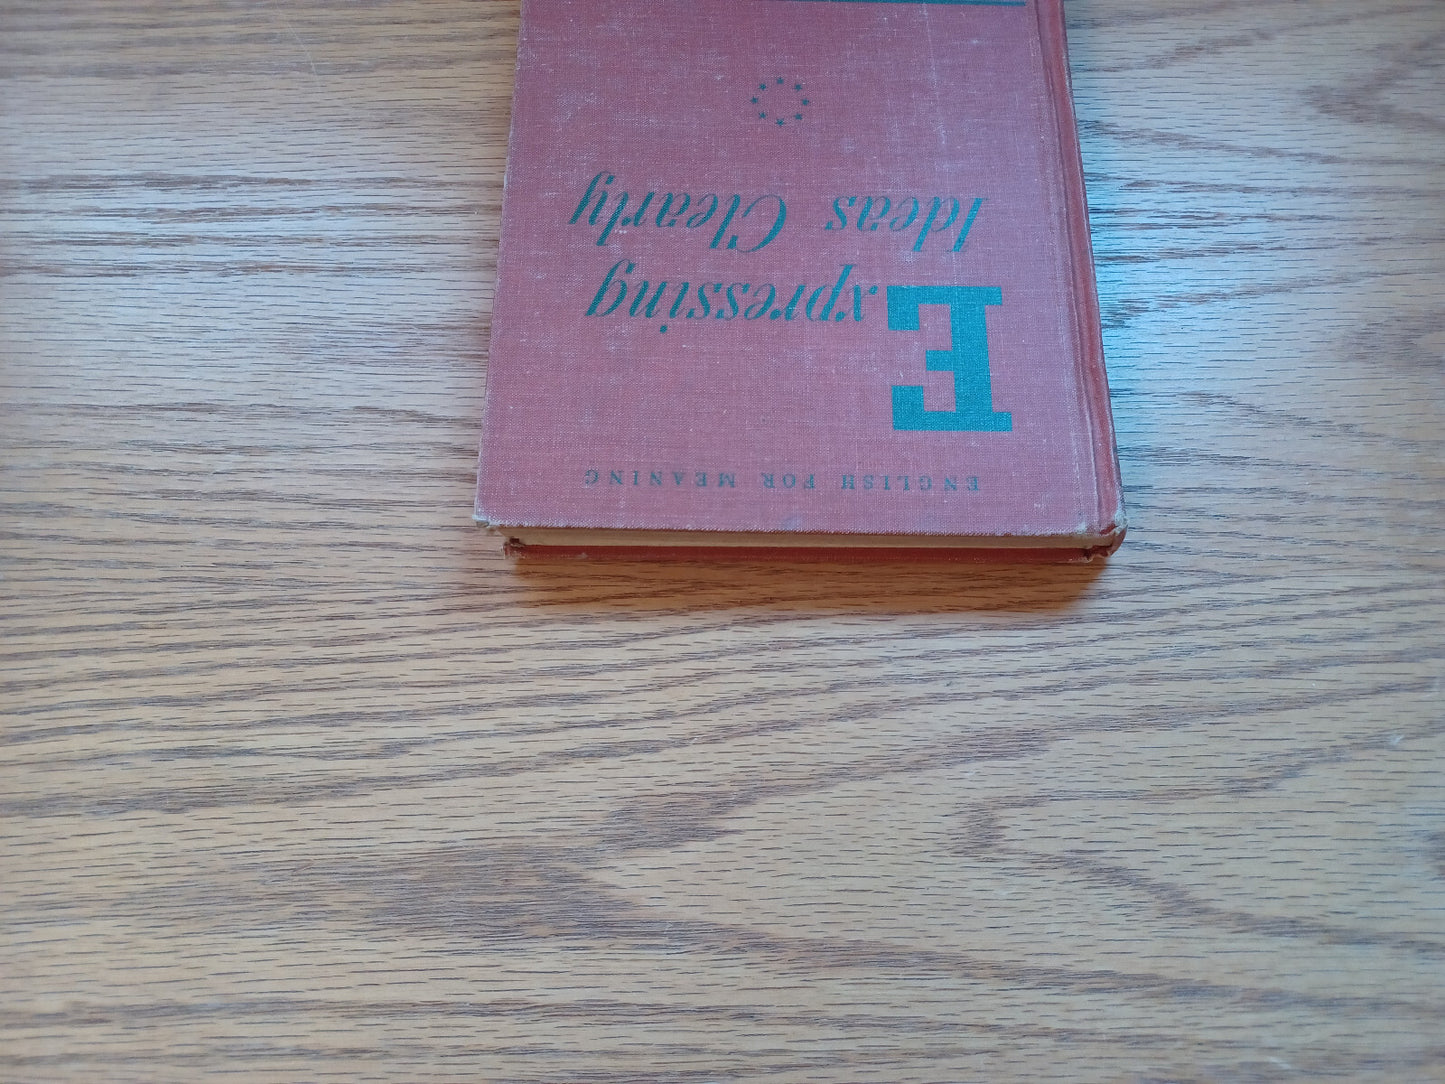 ENGLISH FOR MEANING
Expressing
Ideas Clearly